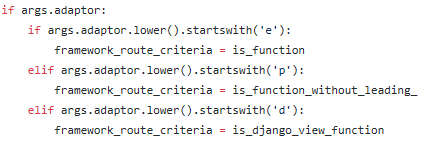 if args.adaptor:
    if args.adaptor.lower().startswith('e'):
        framework_route_criteria = is_function
    elif args.adaptor.lower().startswith('p'):
        framework_route_criteria = is_function_without_leading_
    elif args.adaptor.lower().startswith('d'):
        framework_route_criteria = is_django_view_function